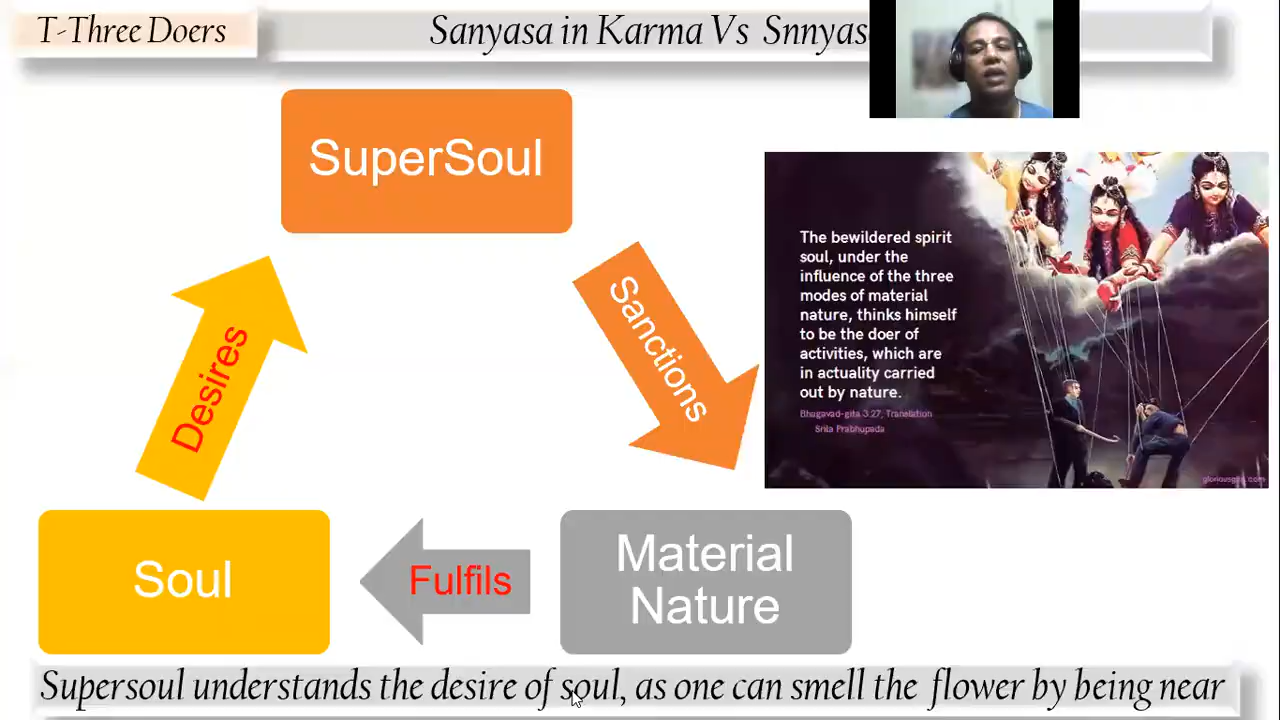 T-Three Doers
Sanyasa in Karma Vs Snnyas
SuperSoul
Desires
Sanctions
Soul
Fulfils
Material
Nature
The bewildered spirit
soul, under the
influence of the three
modes of material
nature, thinks himself
to be the doer of
activities, which are
in actuality carried
out by nature.
Bhagavad-gita 3.27, Translation
Srila Prabhupada
gloriousgita.com
Supersoul understands the desire of soul, as one can smell the flower by being near